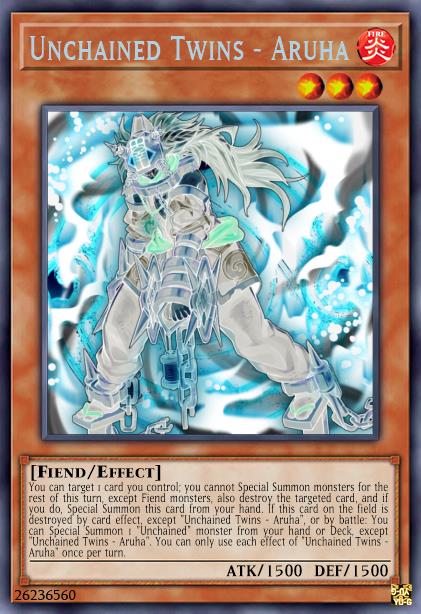 UNCHAINED TWINS - ARUHA
FIRE
炎
[FIEND/EFFECT]
You can target 1 card you control; you cannot Special Summon monsters for the
rest of this turn, except Fiend monsters, also destroy the targeted card, and if
you do, Special Summon this card from your hand. If this card on the field is
destroyed by card effect, except "Unchained Twins - Aruha", or by battle: You
can Special Summon 1 "Unchained" monster from your hand or Deck, except
"Unchained Twins - Aruha". You can only use each effect of "Unchained Twins -
Aruha" once per turn.
ATK/1500 DEF/1500
26236560